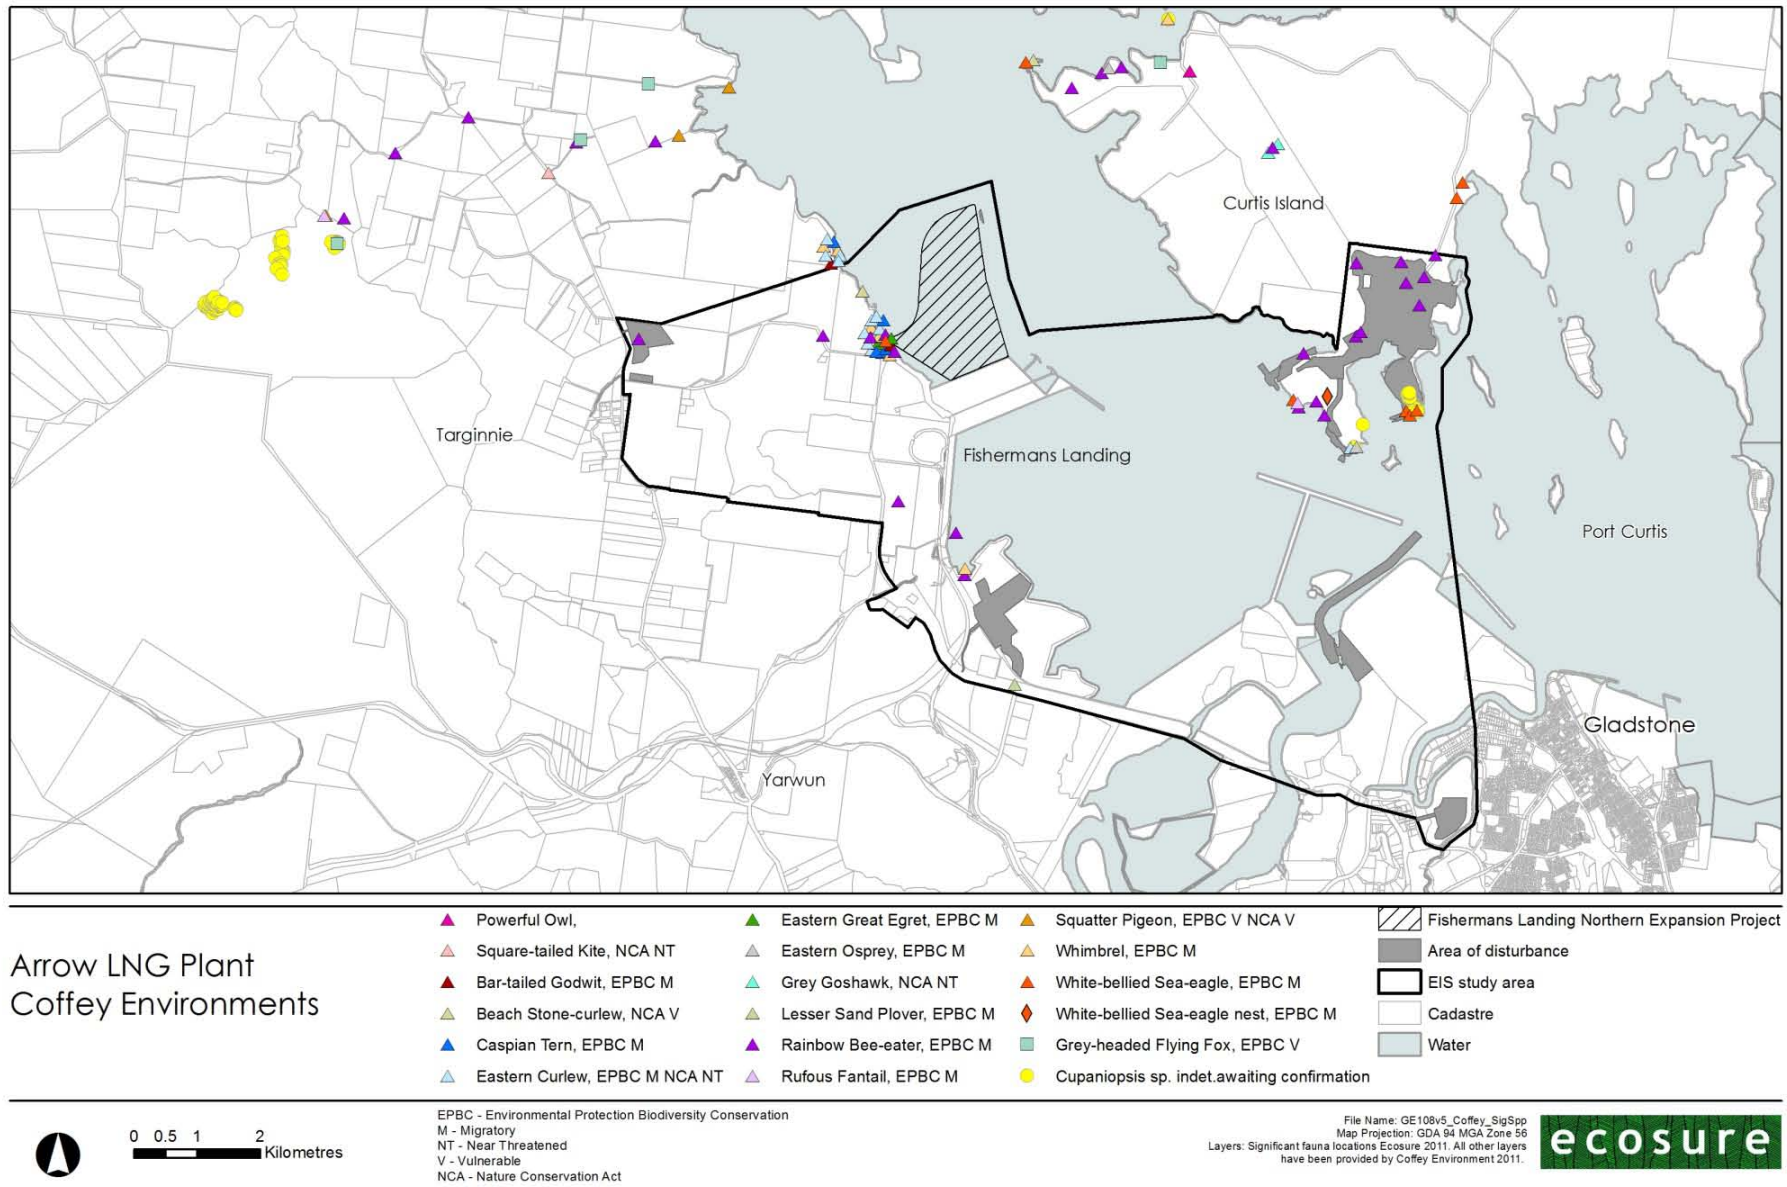 Curtis Island
Targinnie
Fishermans Landing
Port Curtis
Gladstone
Yarwun
Arrow LNG Plant
Coffey Environments
Powerful Owl,
Square-tailed Kite, NCA NT
Bar-tailed Godwit, EPBC M
Beach Stone-curlew, NCA V
Caspian Tern, EPBC M
Eastern Curlew, EPBC M NCA NT
Eastern Great Egret, EPBC M
Eastern Osprey, EPBC M
Grey Goshawk, NCA NT
Lesser Sand Plover, EPBC M
Rainbow Bee-eater, EPBC M
Rufous Fantail, EPBC M
Squatter Pigeon, EPBC V NCA V
Whimbrel, EPBC M
White-bellied Sea-eagle, EPBC M
White-bellied Sea-eagle nest, EPBC M
Grey-headed Flying Fox, EPBC V
Cupaniopsis sp. indet.awaiting confirmation
Fishermans Landing Northern Expansion Project
Area of disturbance
EIS study area
Cadastre
Water
0 0.5 1 2
Kilometres
EPBC - Environmental Protection Biodiversity Conservation
M - Migratory
NT - Near Threatened
V - Vulnerable
NCA - Nature Conservation Act
File Name: GE108v5_Coffey_SigSpp
Map Projection: GDA 94 MGA Zone 56
Layers: Significant fauna locations Ecosure 2011. All other layers
have been provided by Coffey Environment 2011.
ecosure